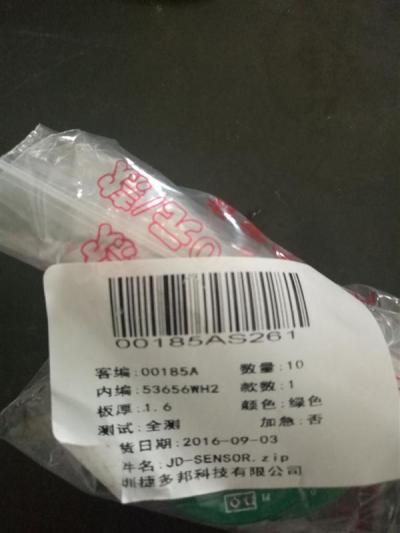 00185AS261
客编:00185A 数量:10
内编:53656WH2 款数:1
板厚:1.6 颜色:绿色
测试:全测 加急:否
货日期:2016-09-03
件名:JD-SENSOR.zip
圳捷多邦科技有限公司